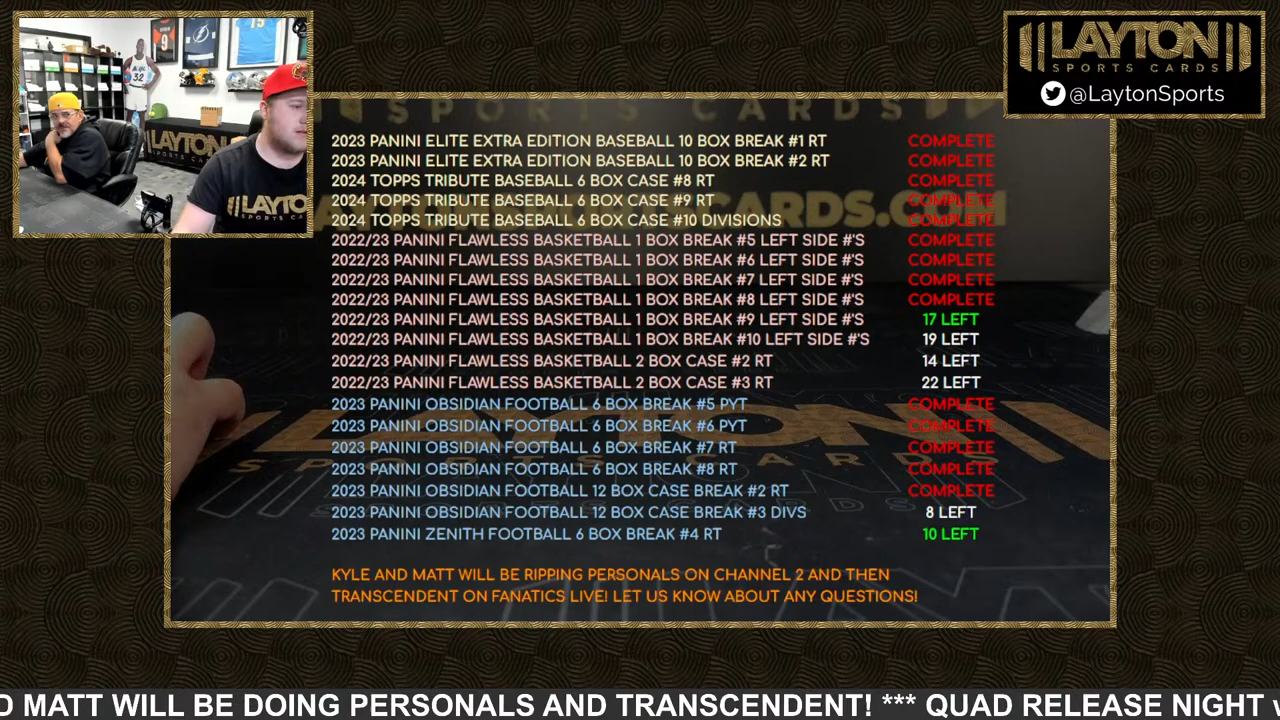 LAYTON
SPORTS CARDS
@LaytonSports
9
15
32
LAYTON
SPORTS CARDS
LAYTO
SPORTS CA
SPORTS CARDS
CARDS.COM
2023 PANINI ELITE EXTRA EDITION BASEBALL 10 BOX BREAK #1 RT COMPLETE
2023 PANINI ELITE EXTRA EDITION BASEBALL 10 BOX BREAK #2 RT COMPLETE
2024 TOPPS TRIBUTE BASEBALL 6 BOX CASE #8 RT COMPLETE
2024 TOPPS TRIBUTE BASEBALL 6 BOX CASE #9 RT COMPLETE
2024 TOPPS TRIBUTE BASEBALL 6 BOX CASE #10 DIVISIONS COMPLETE
2022/23 PANINI FLAWLESS BASKETBALL 1 BOX BREAK #5 LEFT SIDE #'S COMPLETE
2022/23 PANINI FLAWLESS BASKETBALL 1 BOX BREAK #6 LEFT SIDE #'S COMPLETE
2022/23 PANINI FLAWLESS BASKETBALL 1 BOX BREAK #7 LEFT SIDE #'S COMPLETE
2022/23 PANINI FLAWLESS BASKETBALL 1 BOX BREAK #8 LEFT SIDE #'S COMPLETE
2022/23 PANINI FLAWLESS BASKETBALL 1 BOX BREAK #9 LEFT SIDE #'S 17 LEFT
2022/23 PANINI FLAWLESS BASKETBALL 1 BOX BREAK #10 LEFT SIDE #'S 19 LEFT
2022/23 PANINI FLAWLESS BASKETBALL 2 BOX CASE #2 RT 14 LEFT
2022/23 PANINI FLAWLESS BASKETBALL 2 BOX CASE #3 RT 22 LEFT
2023 PANINI OBSIDIAN FOOTBALL 6 BOX BREAK #5 PYT COMPLETE
2023 PANINI OBSIDIAN FOOTBALL 6 BOX BREAK #6 PYT COMPLETE
2023 PANINI OBSIDIAN FOOTBALL 6 BOX BREAK #7 RT COMPLETE
2023 PANINI OBSIDIAN FOOTBALL 6 BOX BREAK #8 RT COMPLETE
2023 PANINI OBSIDIAN FOOTBALL 12 BOX CASE BREAK #2 RT COMPLETE
2023 PANINI OBSIDIAN FOOTBALL 12 BOX CASE BREAK #3 DIVS 8 LEFT
2023 PANINI ZENITH FOOTBALL 6 BOX BREAK #4 RT 10 LEFT
KYLE AND MATT WILL BE RIPPING PERSONALS ON CHANNEL 2 AND THEN
TRANSCENDENT ON FANATICS LIVE! LET US KNOW ABOUT ANY QUESTIONS!
D MATT WILL BE DOING PERSONALS AND TRANSCENDENT! *** QUAD RELEASE NIGHT